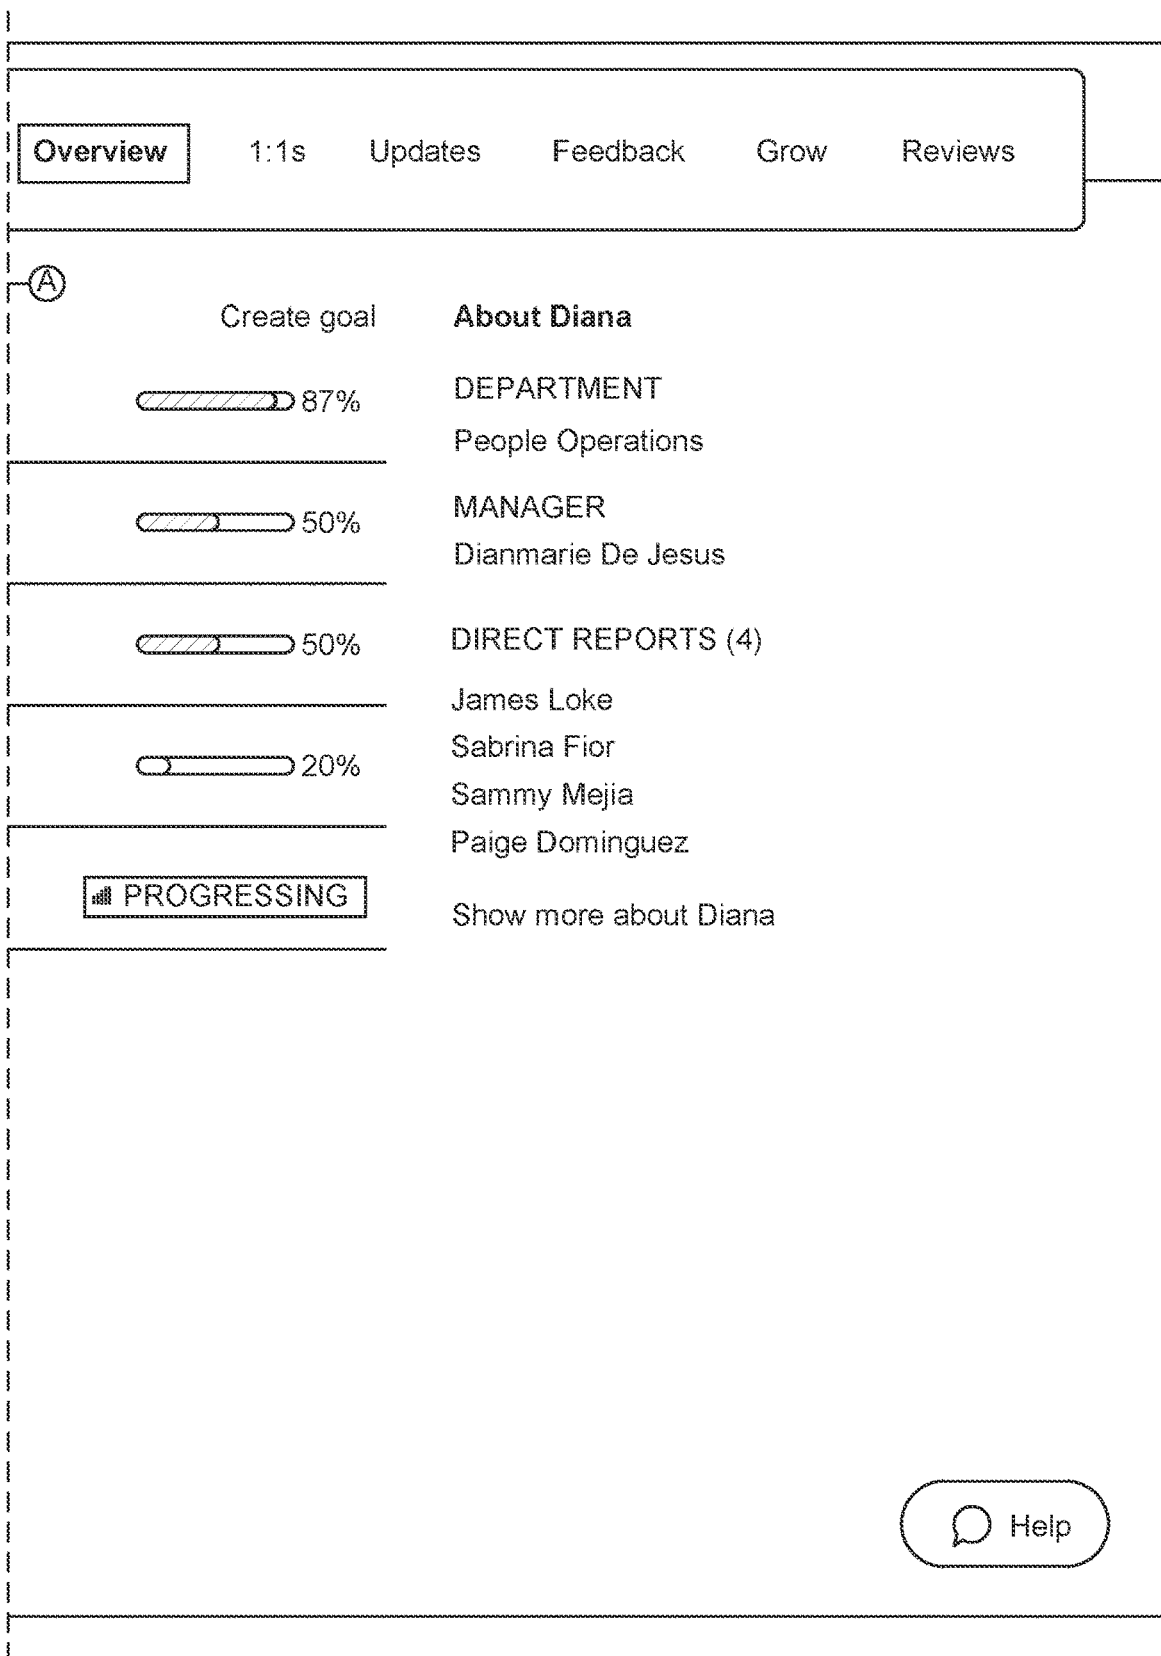 Overview 1:1s Updates Feedback Grow Reviews
A
Create goal
87%
50%
50%
20%
PROGRESSING
About Diana
DEPARTMENT
People Operations
MANAGER
Dianmarie De Jesus
DIRECT REPORTS (4)
James Loke
Sabrina Fior
Sammy Mejia
Paige Dominguez
Show more about Diana
Help